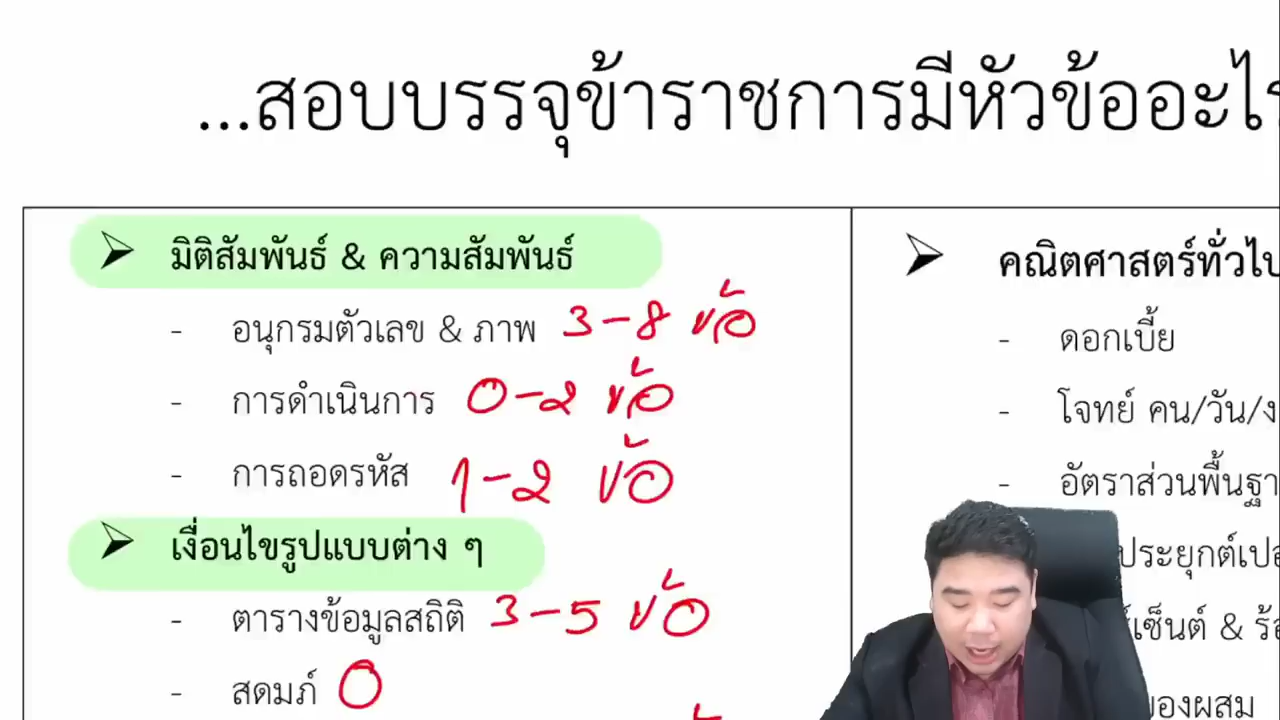 ...สอบบรรจุข้าราชการมีหัวข้ออะไร
มิติสัมพันธ์ & ความสัมพันธ์
- อนุกรมตัวเลข & ภาพ 3-8 ข้อ
- การดำเนินการ 0-2 ข้อ
- การถอดรหัส 1-2 ข้อ
เงื่อนไขรูปแบบต่าง ๆ
- ตารางข้อมูลสถิติ 3-5 ข้อ
- สดมภ์ 0
คณิตศาสตร์ทั่วไป
- ดอกเบี้ย
- โจทย์ คน/วัน/ง
- อัตราส่วนพื้นฐา
ประยุกต์เปอ
์เซ็นต์ & ร้อ
ของผสม